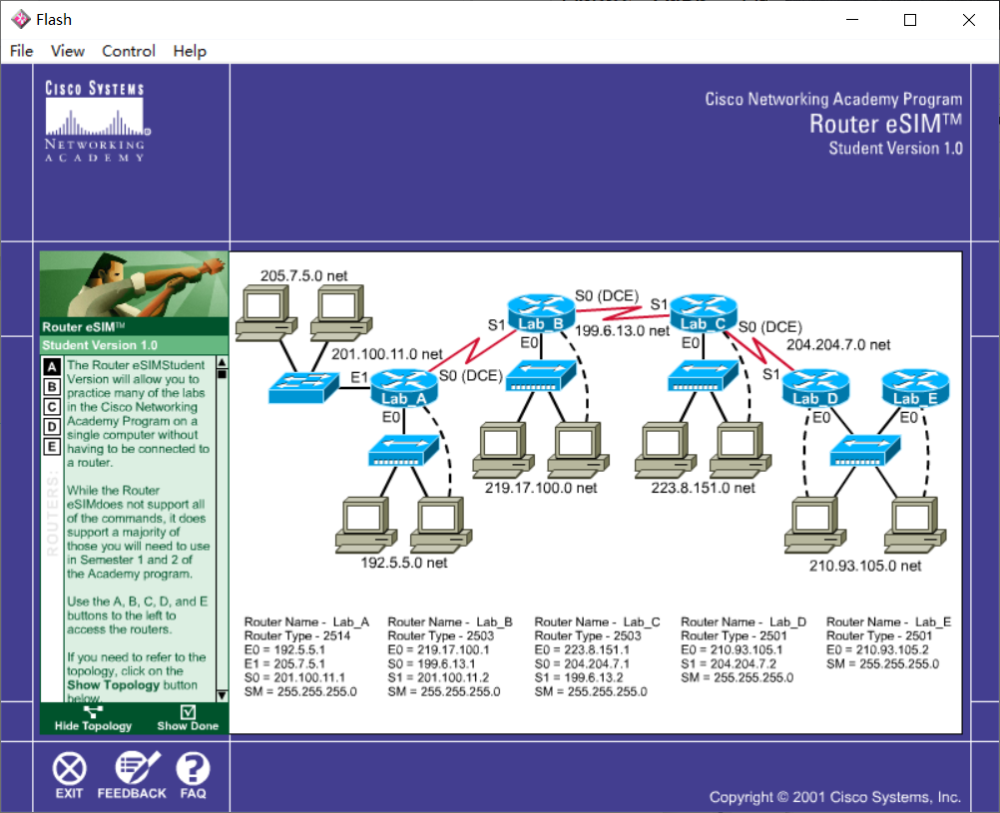 Flash
File View Control Help
CISCO SYSTEMS
NETWORKING
ACADEMY
Cisco Networking Academy Program
Router eSIM™
Student Version 1.0
Router eSIM™
Student Version 1.0
A
B
C
D
E
ROUTERS:
The Router eSIMStudent
Version will allow you to
practice many of the labs
in the Cisco Networking
Academy Program on a
single computer without
having to be connected to
a router.
While the Router
eSIMdoes not support all
of the commands, it does
support a majority of
those you will need to use
in Semester 1 and 2 of
the Academy program.
Use the A, B, C, D, and E
buttons to the left to
access the routers.
If you need to refer to the
topology, click on the
Show Topology button
below.
Hide Topology
Show Done
205.7.5.0 net
201.100.11.0 net
E1
Lab_A
S0 (DCE)
E0
192.5.5.0 net
S1
Lab_B
S0 (DCE)
E0
199.6.13.0 net
219.17.100.0 net
S1
Lab_C
S0 (DCE)
E0
204.204.7.0 net
223.8.151.0 net
S1
Lab_D
E0
Lab_E
E0
210.93.105.0 net
Router Name - Lab_A
Router Type - 2514
E0 = 192.5.5.1
E1 = 205.7.5.1
S0 = 201.100.11.1
SM = 255.255.255.0
Router Name - Lab_B
Router Type - 2503
E0 = 219.17.100.1
S0 = 199.6.13.1
S1 = 201.100.11.2
SM = 255.255.255.0
Router Name - Lab_C
Router Type - 2503
E0 = 223.8.151.1
S0 = 204.204.7.1
S1 = 199.6.13.2
SM = 255.255.255.0
Router Name - Lab_D
Router Type - 2501
E0 = 210.93.105.1
S1 = 204.204.7.2
SM = 255.255.255.0
Router Name - Lab_E
Router Type - 2501
E0 = 210.93.105.2
SM = 255.255.255.0
EXIT
FEEDBACK
FAQ
Copyright © 2001 Cisco Systems, Inc.